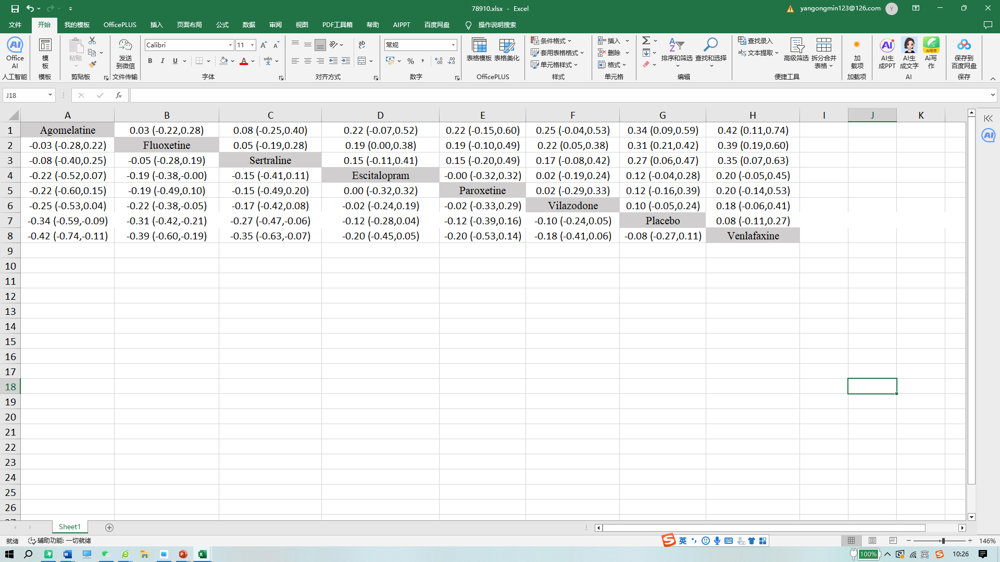 78910.xlsx - Excel
yangongmin123@126.com
Y
文件 开始 我的模板 OfficePLUS 插入 页面布局 公式 数据 审阅 视图 PDF工具箱 帮助 AIPPT 百度网盘 操作说明搜索
Office AI
人工智能
模板
模板
粘贴
剪贴板
发送到微信
文件传输
Calibri 11
B I U A wén
字体
ab
对齐方式
常规
% , .00 .00
数字
表格模板 表格美化
OfficePLUS
条件格式
套用表格格式
单元格样式
样式
插入
删除
格式
单元格
Σ
排序和筛选 查找和选择
编辑
查找录入
文本提取
高级筛选 拆分合并表格
便捷工具
加载项
加载项
AI生成PPT AI生成文字 Ai写作
AI
保存到百度网盘
保存
J18 fx
A B C D E F G H I J K
1 Agomelatine 0.03 (-0.22,0.28) 0.08 (-0.25,0.40) 0.22 (-0.07,0.52) 0.22 (-0.15,0.60) 0.25 (-0.04,0.53) 0.34 (0.09,0.59) 0.42 (0.11,0.74)
2 -0.03 (-0.28,0.22) Fluoxetine 0.05 (-0.19,0.28) 0.19 (0.00,0.38) 0.19 (-0.10,0.49) 0.22 (0.05,0.38) 0.31 (0.21,0.42) 0.39 (0.19,0.60)
3 -0.08 (-0.40,0.25) -0.05 (-0.28,0.19) Sertraline 0.15 (-0.11,0.41) 0.15 (-0.20,0.49) 0.17 (-0.08,0.42) 0.27 (0.06,0.47) 0.35 (0.07,0.63)
4 -0.22 (-0.52,0.07) -0.19 (-0.38,-0.00) -0.15 (-0.41,0.11) Escitalopram -0.00 (-0.32,0.32) 0.02 (-0.19,0.24) 0.12 (-0.04,0.28) 0.20 (-0.05,0.45)
5 -0.22 (-0.60,0.15) -0.19 (-0.49,0.10) -0.15 (-0.49,0.20) 0.00 (-0.32,0.32) Paroxetine 0.02 (-0.29,0.33) 0.12 (-0.16,0.39) 0.20 (-0.14,0.53)
6 -0.25 (-0.53,0.04) -0.22 (-0.38,-0.05) -0.17 (-0.42,0.08) -0.02 (-0.24,0.19) -0.02 (-0.33,0.29) Vilazodone 0.10 (-0.05,0.24) 0.18 (-0.06,0.41)
7 -0.34 (-0.59,-0.09) -0.31 (-0.42,-0.21) -0.27 (-0.47,-0.06) -0.12 (-0.28,0.04) -0.12 (-0.39,0.16) -0.10 (-0.24,0.05) Placebo 0.08 (-0.11,0.27)
8 -0.42 (-0.74,-0.11) -0.39 (-0.60,-0.19) -0.35 (-0.63,-0.07) -0.20 (-0.45,0.05) -0.20 (-0.53,0.14) -0.18 (-0.41,0.06) -0.08 (-0.27,0.11) Venlafaxine
9
10
11
12
13
14
15
16
17
18
19
20
21
22
23
24
25
26
Sheet1
就绪 辅助功能: 一切就绪
英
146%
100% 英 10:26